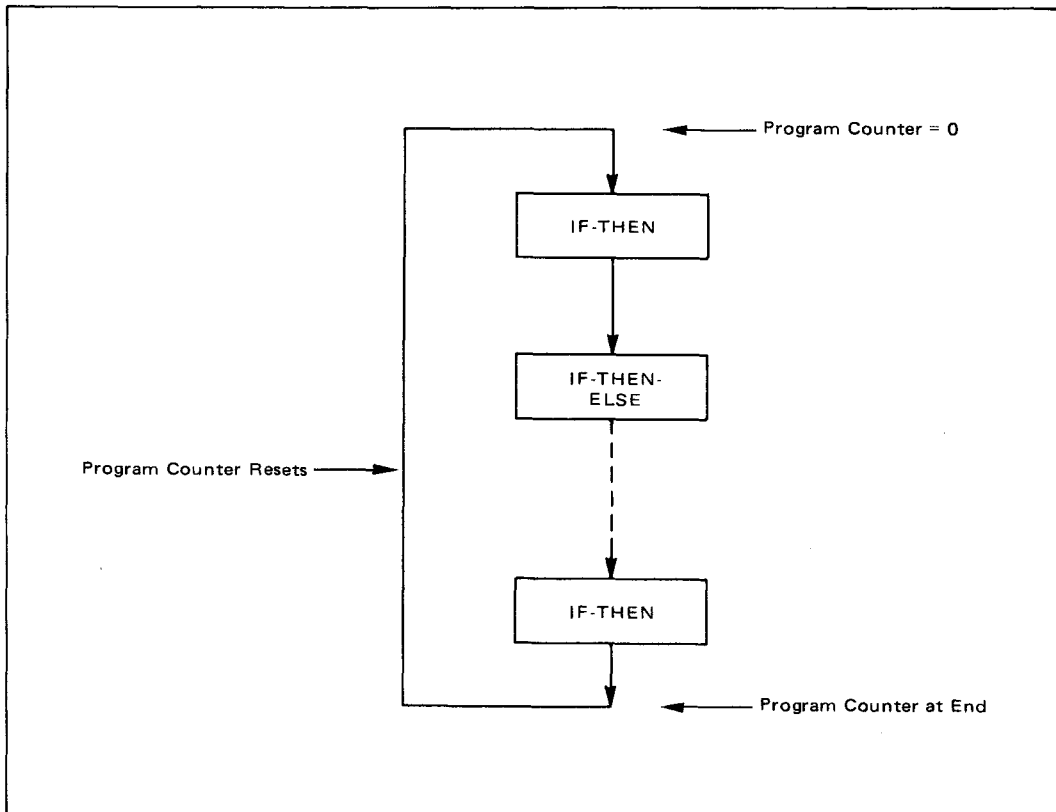 Program Counter = 0
IF-THEN
IF-THEN-
ELSE
Program Counter Resets
IF-THEN
Program Counter at End